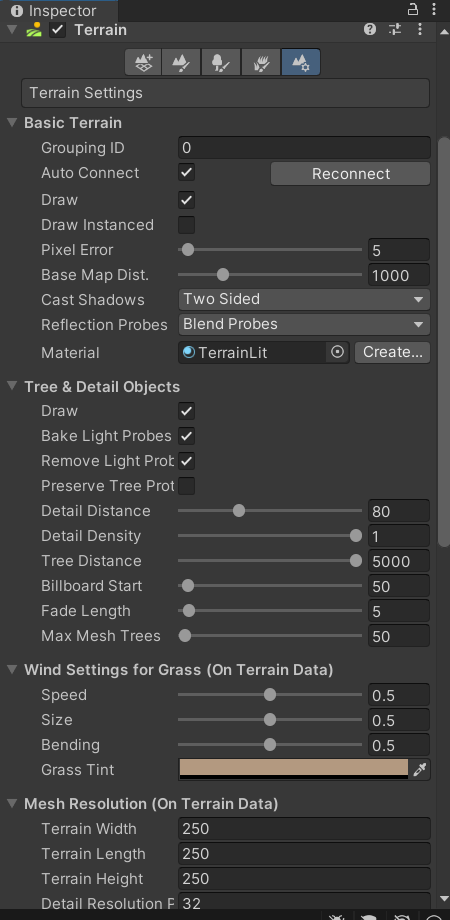 Inspector
Terrain
Terrain Settings
Basic Terrain
Grouping ID 0
Auto Connect Reconnect
Draw
Draw Instanced
Pixel Error 5
Base Map Dist. 1000
Cast Shadows Two Sided
Reflection Probes Blend Probes
Material TerrainLit Create...
Tree & Detail Objects
Draw
Bake Light Probes
Remove Light Prob
Preserve Tree Prot
Detail Distance 80
Detail Density 1
Tree Distance 5000
Billboard Start 50
Fade Length 5
Max Mesh Trees 50
Wind Settings for Grass (On Terrain Data)
Speed 0.5
Size 0.5
Bending 0.5
Grass Tint
Mesh Resolution (On Terrain Data)
Terrain Width 250
Terrain Length 250
Terrain Height 250
Detail Resolution P 32